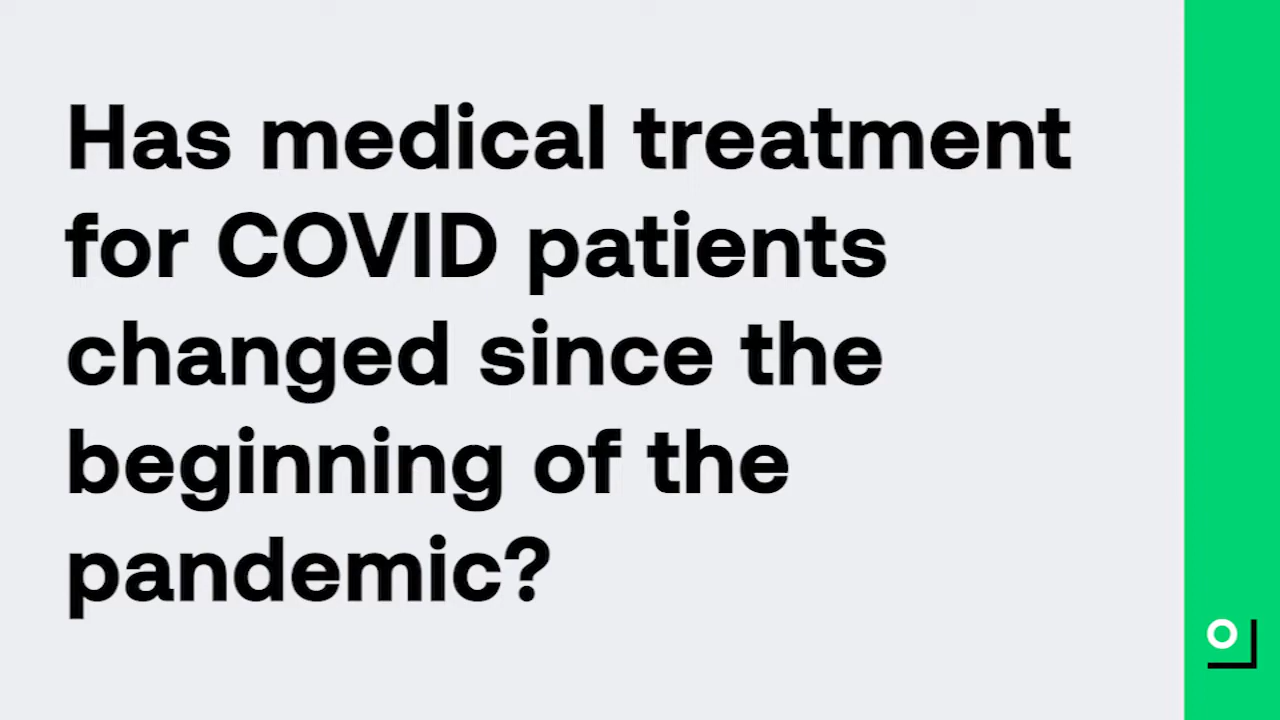 Has medical treatment
for COVID patients
changed since the
beginning of the
pandemic?